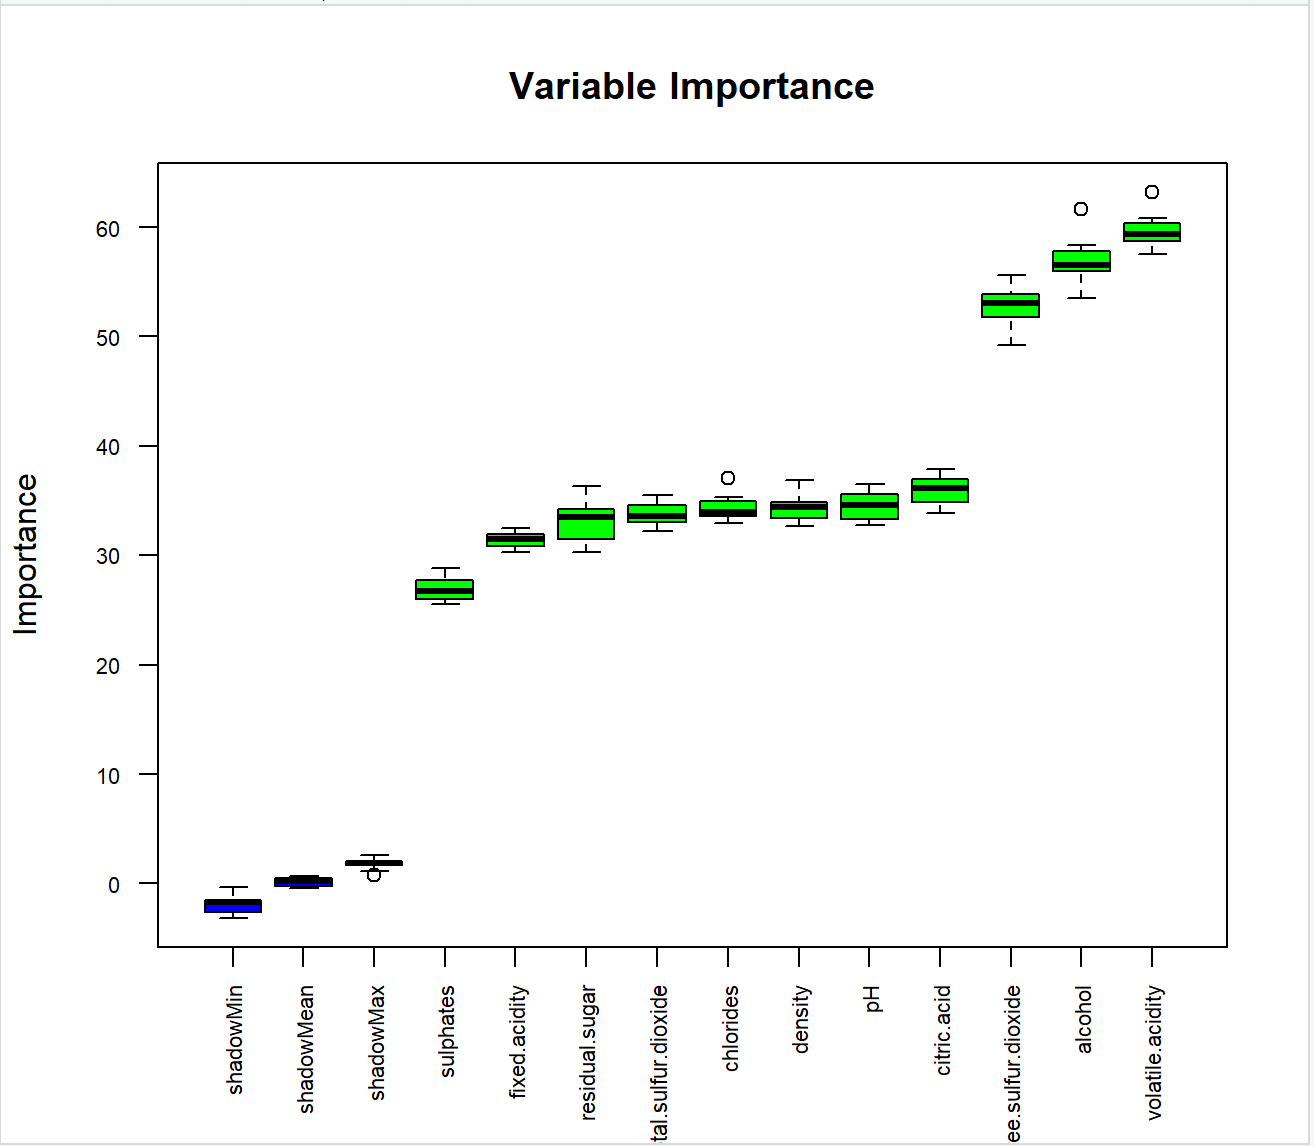 Variable Importance
Importance
60
50
40
30
20
10
0
shadowMin
shadowMean
shadowMax
sulphates
fixed.acidity
residual.sugar
tal.sulfur.dioxide
chlorides
density
pH
citric.acid
ee.sulfur.dioxide
alcohol
volatile.acidity